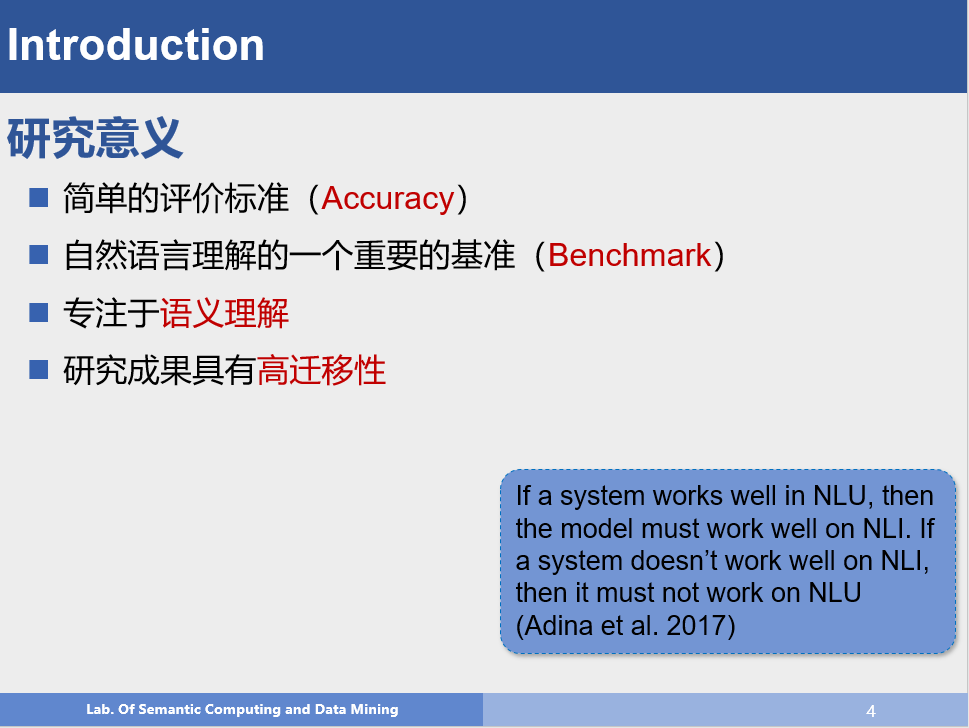 Introduction
研究意义
简单的评价标准（Accuracy）
自然语言理解的一个重要的基准（Benchmark）
专注于语义理解
研究成果具有高迁移性
If a system works well in NLU, then
the model must work well on NLI. If
a system doesn’t work well on NLI,
then it must not work on NLU
(Adina et al. 2017)
Lab. Of Semantic Computing and Data Mining
4